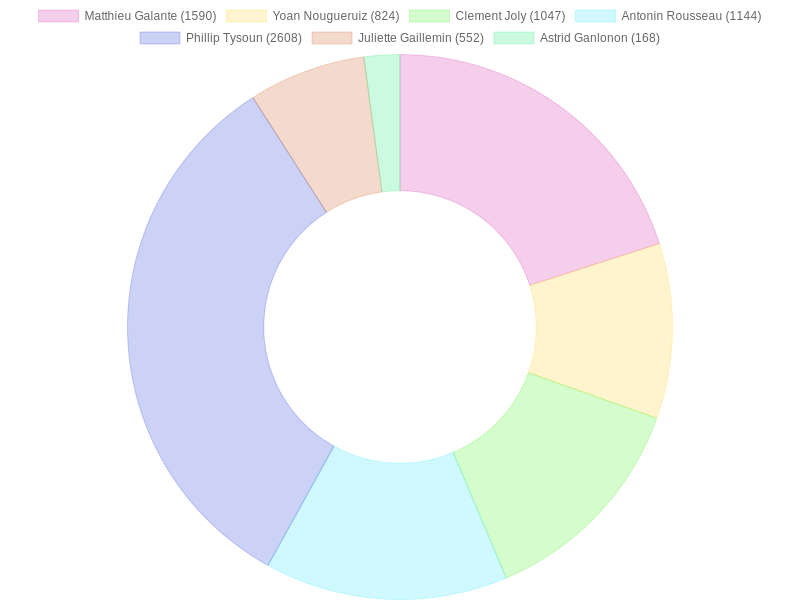 Matthieu Galante (1590) Yoan Nougueruiz (824) Clement Joly (1047) Antonin Rousseau (1144)
Phillip Tysoun (2608) Juliette Gaillemin (552) Astrid Ganlonon (168)